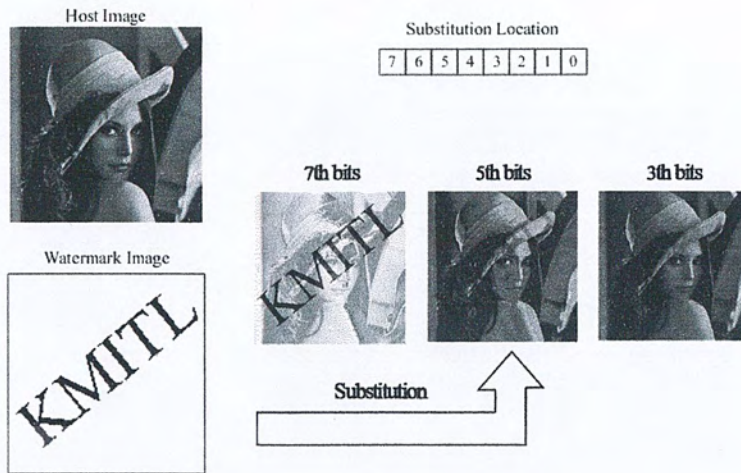 Host Image
Substitution Location
7 6 5 4 3 2 1 0
7th bits 5th bits 3th bits
KMITL
Watermark Image
KMITL
Substitution